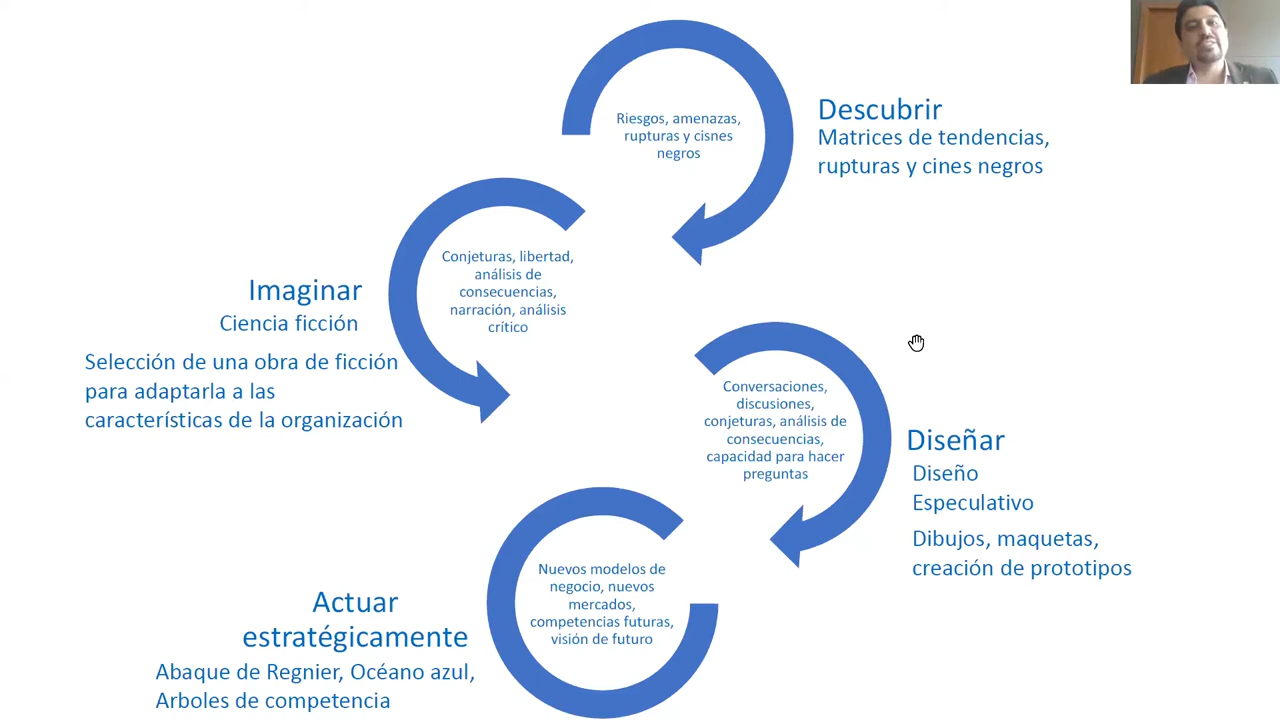 Riesgos, amenazas,
rupturas y cisnes
negros
Descubrir
Matrices de tendencias,
rupturas y cines negros
Conjeturas, libertad,
análisis de
consecuencias,
narración, análisis
crítico
Imaginar
Ciencia ficción
Selección de una obra de ficción
para adaptarla a las
características de la organización
Conversaciones,
discusiones,
conjeturas, análisis de
consecuencias,
capacidad para hacer
preguntas
Diseñar
Diseño
Especulativo
Dibujos, maquetas,
creación de prototipos
Nuevos modelos de
negocio, nuevos
mercados,
competencias futuras,
visión de futuro
Actuar
estratégicamente
Abaque de Regnier, Océano azul,
Arboles de competencia